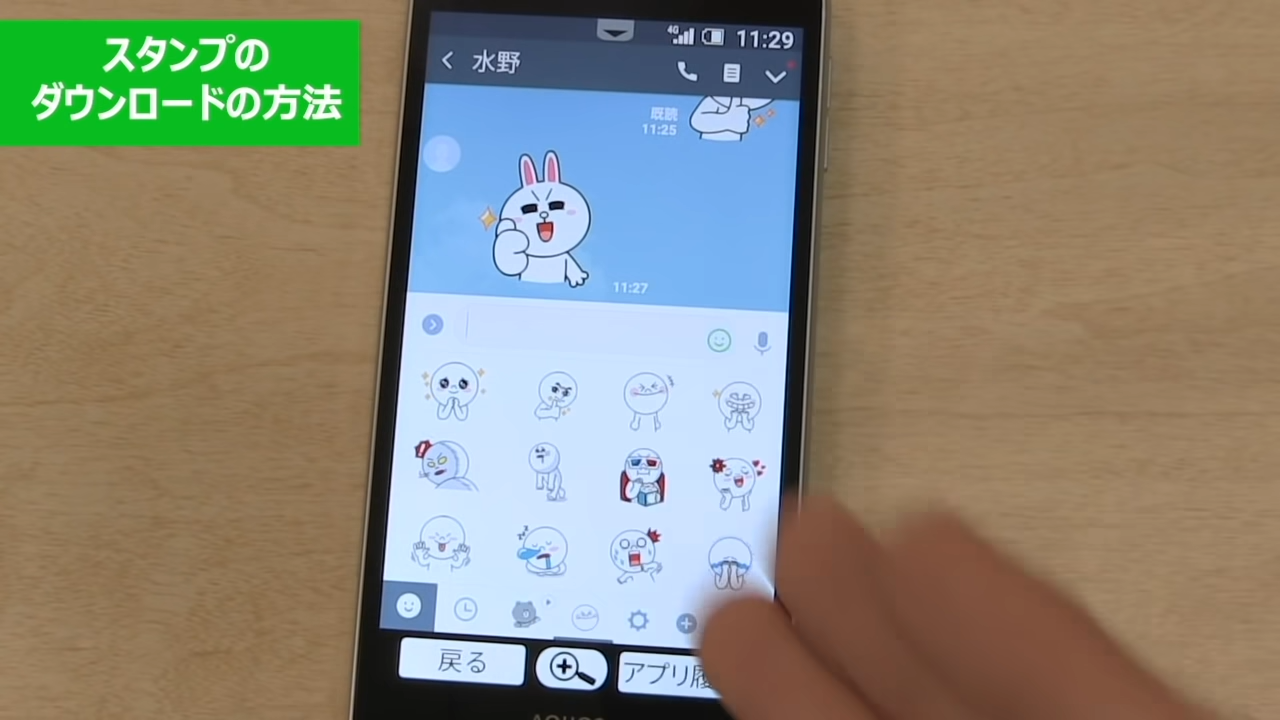 スタンプの
ダウンロードの方法
4G 11:29
水野
既読
11:25
11:27
戻る
アプリ履